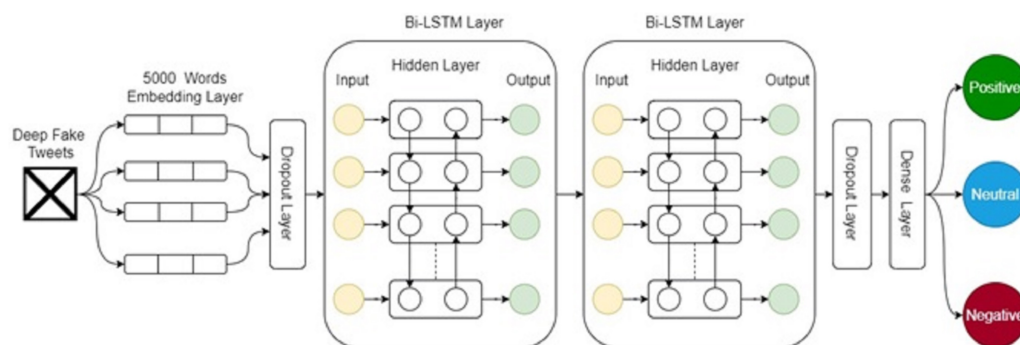 Deep Fake
Tweets
5000 Words
Embedding Layer
Dropout Layer
Bi-LSTM Layer
Input
Hidden Layer
Output
Bi-LSTM Layer
Input
Hidden Layer
Output
Dropout Layer
Dense Layer
Positive
Neutral
Negative